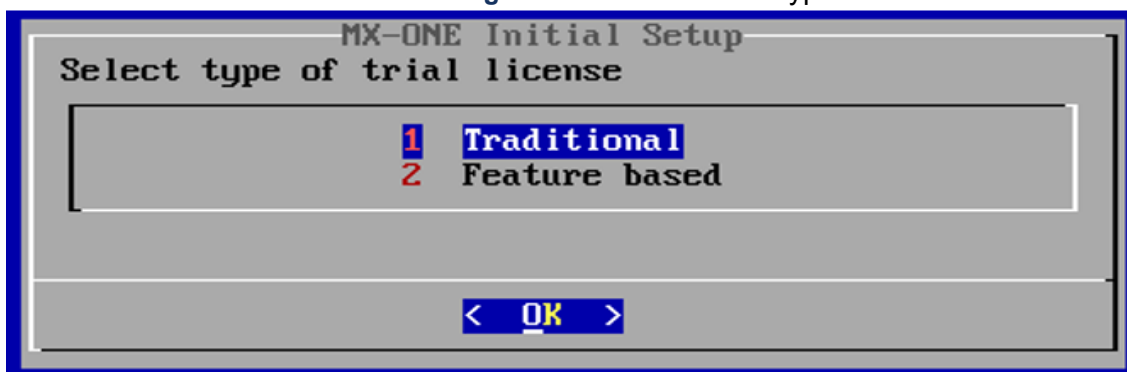 MX-ONE Initial Setup
Select type of trial license
1 Traditional
2 Feature based
< OK >